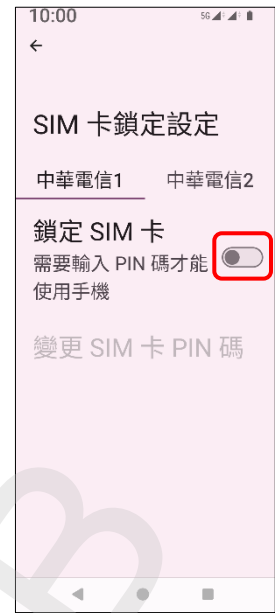 10:00 5G
SIM 卡鎖定設定
中華電信1 中華電信2
鎖定 SIM 卡
需要輸入 PIN 碼才能
使用手機
變更 SIM 卡 PIN 碼